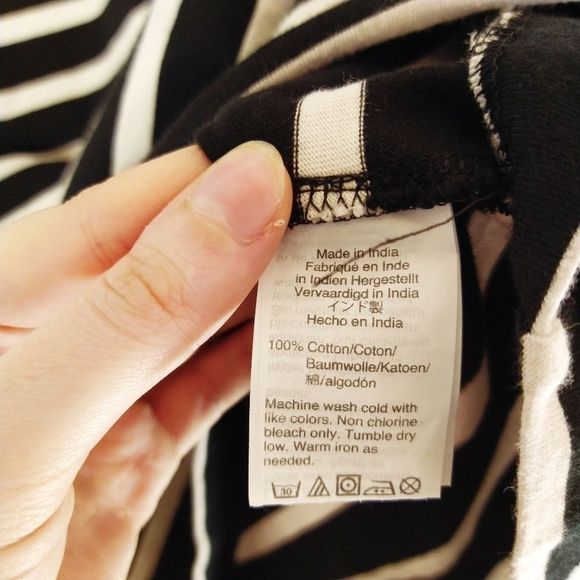 Made in India
Fabriqué en Inde
in Indien Hergestellt
Vervaardigd in India
インド製
Hecho en India
100% Cotton/Coton/
Baumwolle/Katoen/
綿/algodón
Machine wash cold with
like colors. Non chlorine
bleach only. Tumble dry
low. Warm iron as
needed.
30